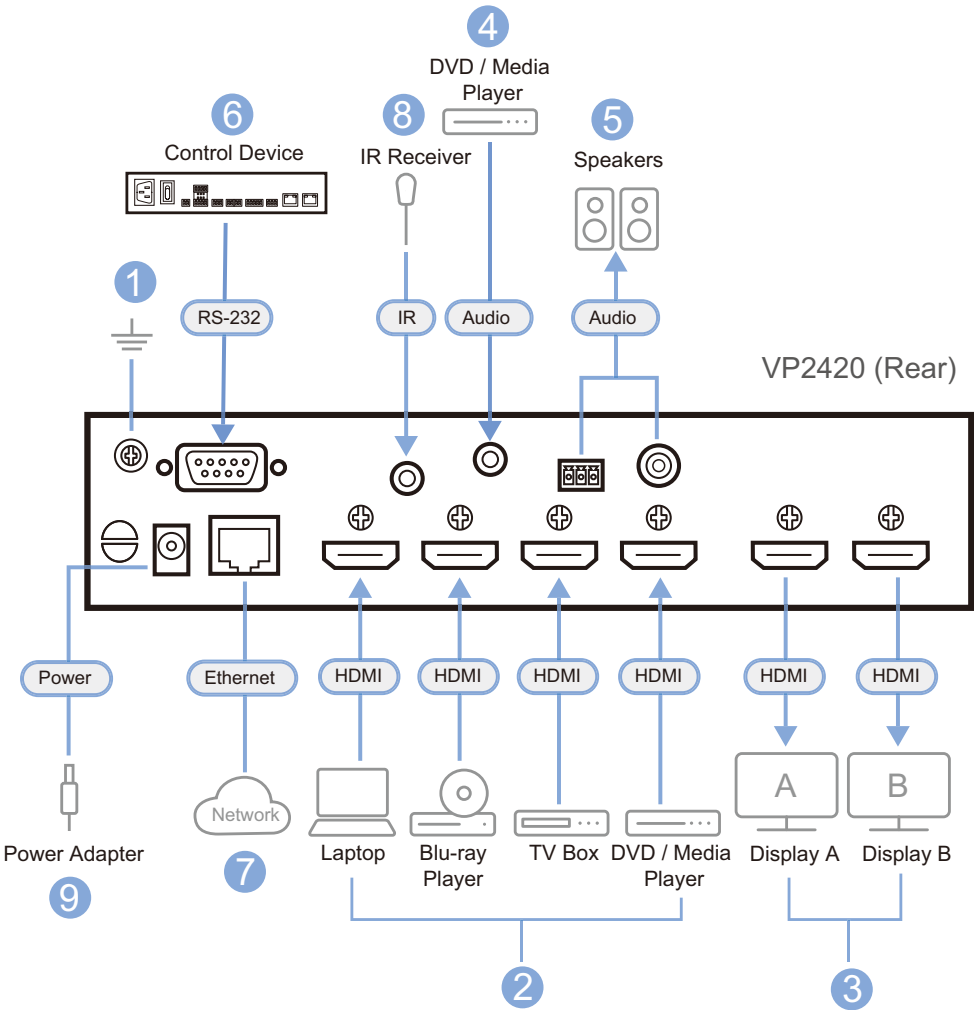 4
DVD / Media
Player
6
8
5
Control Device
IR Receiver
Speakers
1
RS-232
IR
Audio
Audio
VP2420 (Rear)
Power
Ethernet
HDMI
HDMI
HDMI
HDMI
HDMI
HDMI
A
B
Network
Power Adapter
Laptop
Blu-ray
Player
TV Box
DVD / Media
Player
Display A
Display B
9
7
2
3